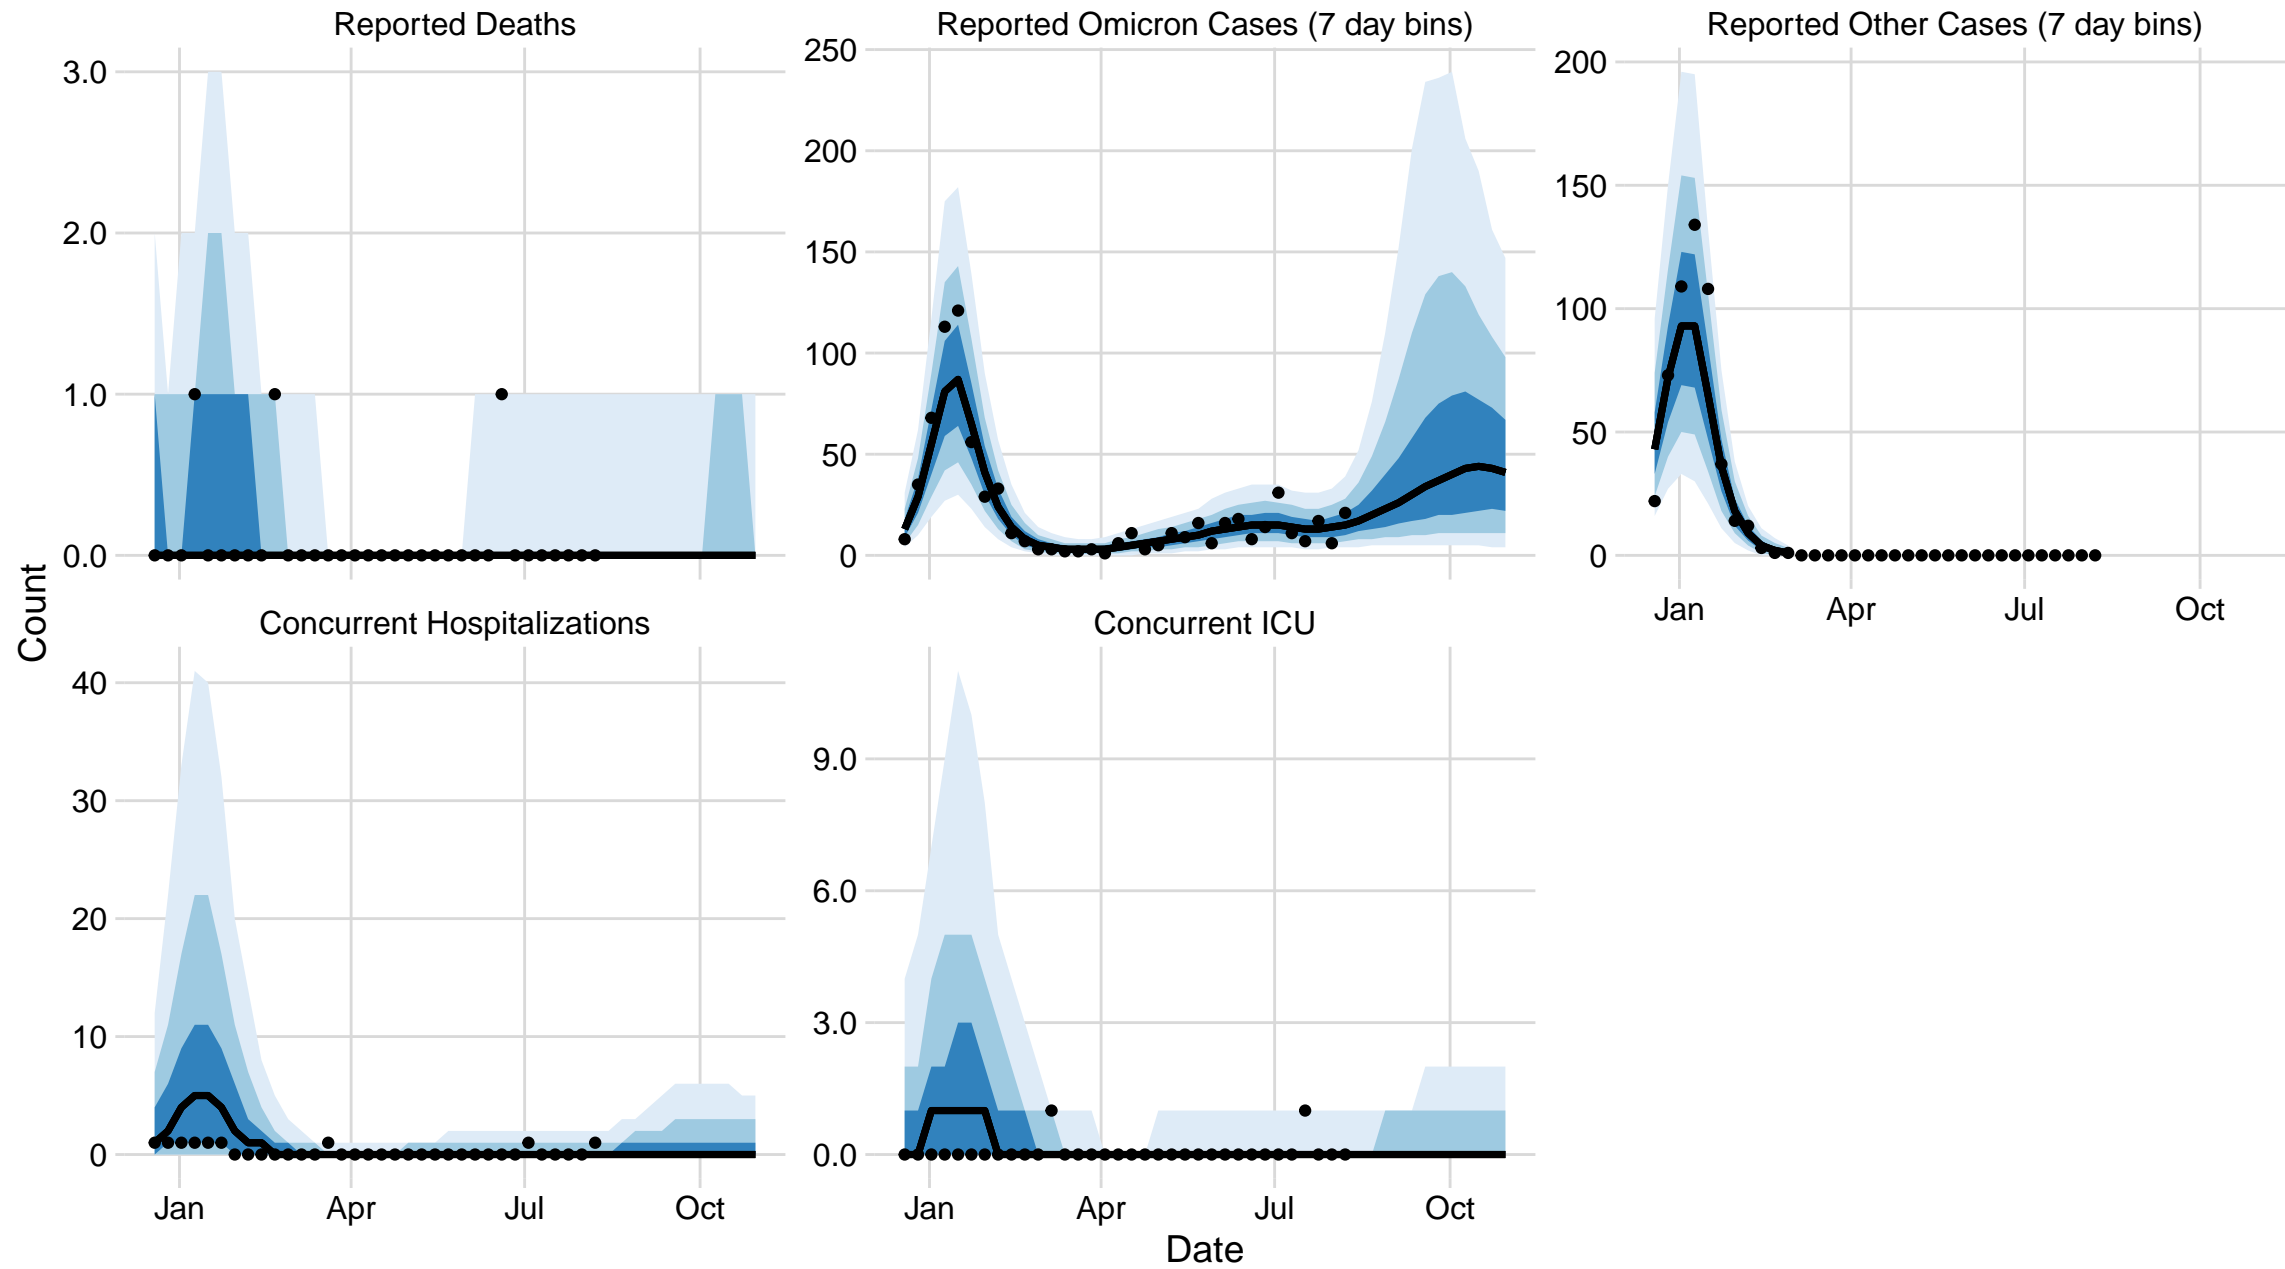 Reported Deaths
Reported Omicron Cases (7 day bins)
Reported Other Cases (7 day bins)
3.0
2.0
1.0
0.0
250
200
150
100
50
0
200
150
100
50
0
Jan Apr Jul Oct
Count
Concurrent Hospitalizations
Concurrent ICU
40
30
20
10
0
9.0
6.0
3.0
0.0
Jan Apr Jul Oct
Jan Apr Jul Oct
Date